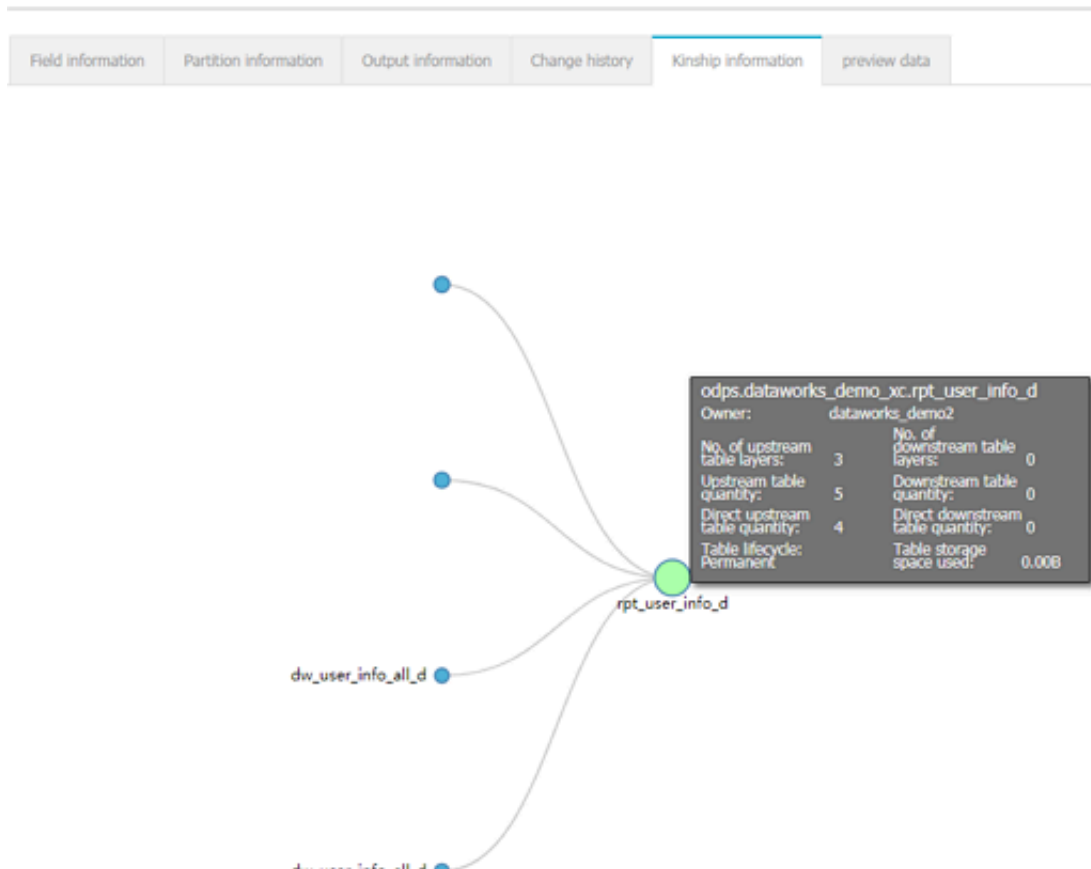 Field information Partition information Output information Change history Kinship information preview data
odps.dataworks_demo_xc.rpt_user_info_d
Owner: dataworks_demo2
No. of upstream table layers: 3
No. of downstream table layers: 0
Upstream table quantity: 5
Downstream table quantity: 0
Direct upstream table quantity: 4
Direct downstream table quantity: 0
Table lifecycle: Permanent
Table storage space used: 0.00B
rpt_user_info_d
dw_user_info_all_d
dw_user_info_all_d